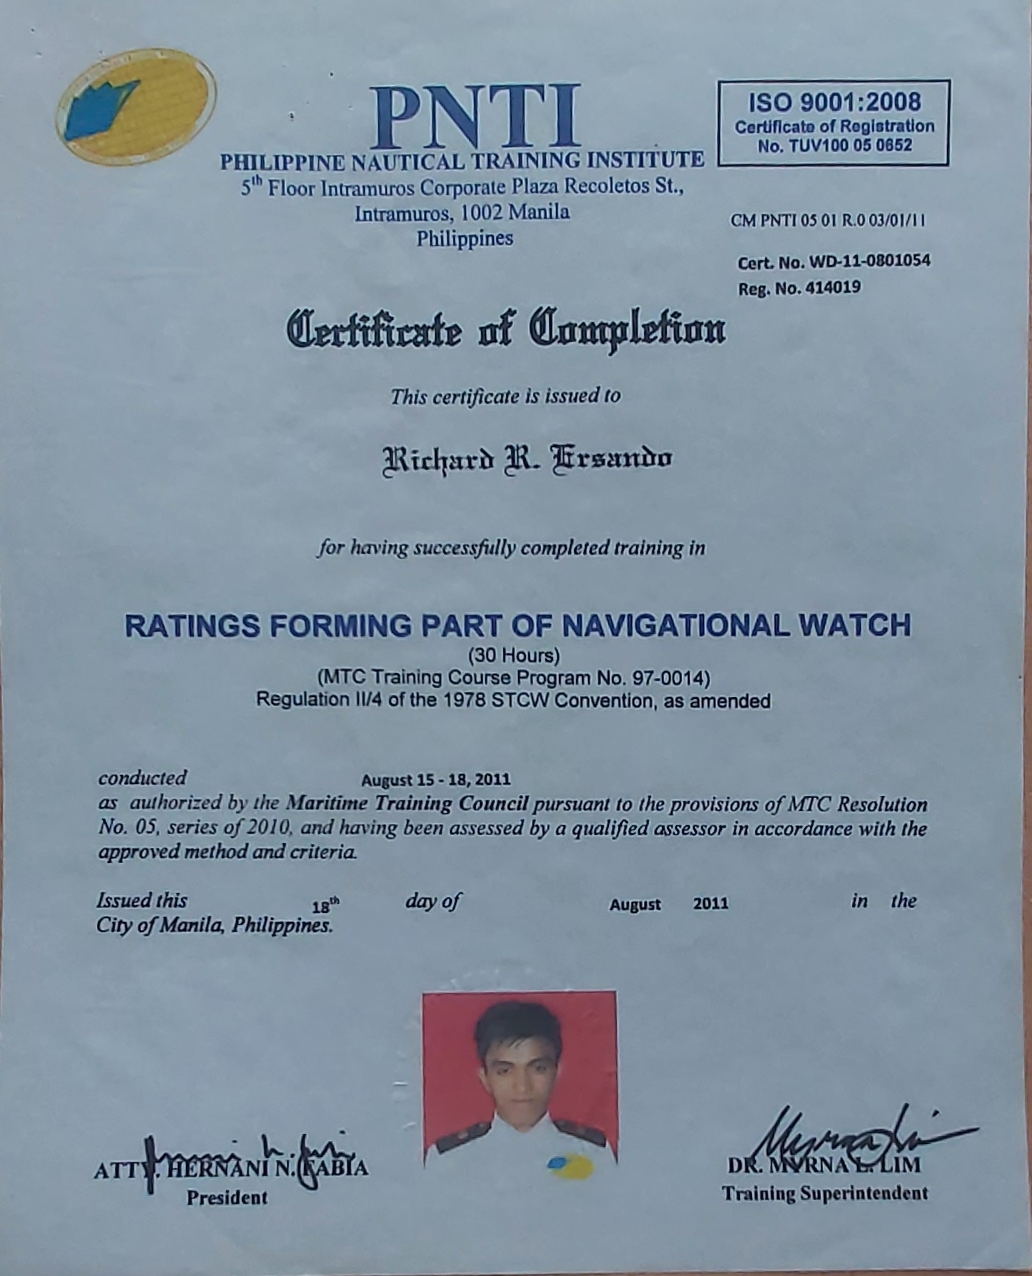 PNTI
PHILIPPINE NAUTICAL TRAINING INSTITUTE
5th Floor Intramuros Corporate Plaza Recoletos St.,
Intramuros, 1002 Manila
Philippines
ISO 9001:2008
Certificate of Registration
No. TUV100 05 0652
CM PNTI 05 01 R.0 03/01/11
Cert. No. WD-11-0801054
Reg. No. 414019
Certificate of Completion
This certificate is issued to
Richard R. Ersando
for having successfully completed training in
RATINGS FORMING PART OF NAVIGATIONAL WATCH
(30 Hours)
(MTC Training Course Program No. 97-0014)
Regulation II/4 of the 1978 STCW Convention, as amended
conducted August 15 - 18, 2011
as authorized by the Maritime Training Council pursuant to the provisions of MTC Resolution
No. 05, series of 2010, and having been assessed by a qualified assessor in accordance with the
approved method and criteria.
Issued this 18th day of August 2011 in the
City of Manila, Philippines.
ATTY. HERNANI N. FABIA
President
DR. MYRNA L. LIM
Training Superintendent